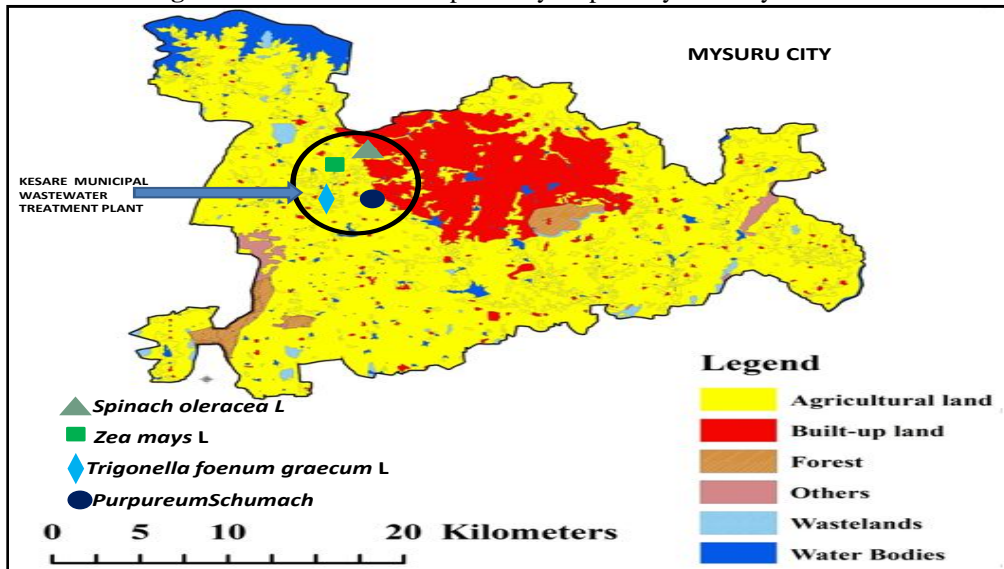 MYSURU CITY
KESARE MUNICIPAL
WASTEWATER
TREATMENT PLANT
Spinach oleracea L
Zea mays L
Trigonella foenum graecum L
PurpureumSchumach
0 5 10 20 Kilometers
Legend
Agricultural land
Built-up land
Forest
Others
Wastelands
Water Bodies